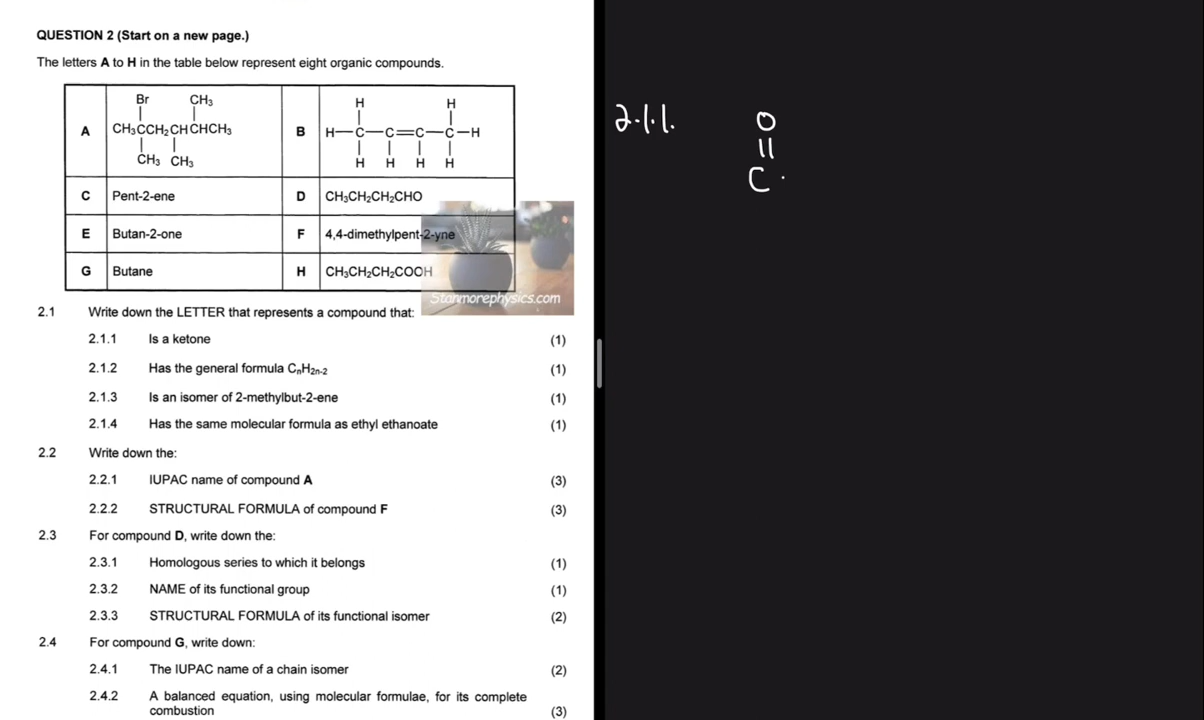 QUESTION 2 (Start on a new page.)
The letters A to H in the table below represent eight organic compounds.
A
Br CH₃
CH₃CCH₂CHCHCH₃
CH₃ CH₃
B
H H
H—C—C=C—C—H
H H H H
C Pent-2-ene D CH₃CH₂CH₂CHO
E Butan-2-one F 4,4-dimethylpent-2-yne
G Butane H CH₃CH₂CH₂COOH
Stanmorephysics.com
2.1 Write down the LETTER that represents a compound that:
2.1.1 Is a ketone (1)
2.1.2 Has the general formula CₙH₂ₙ₋₂ (1)
2.1.3 Is an isomer of 2-methylbut-2-ene (1)
2.1.4 Has the same molecular formula as ethyl ethanoate (1)
2.2 Write down the:
2.2.1 IUPAC name of compound A (3)
2.2.2 STRUCTURAL FORMULA of compound F (3)
2.3 For compound D, write down the:
2.3.1 Homologous series to which it belongs (1)
2.3.2 NAME of its functional group (1)
2.3.3 STRUCTURAL FORMULA of its functional isomer (2)
2.4 For compound G, write down:
2.4.1 The IUPAC name of a chain isomer (2)
2.4.2 A balanced equation, using molecular formulae, for its complete
combustion (3)
2.1.1. O
||
C